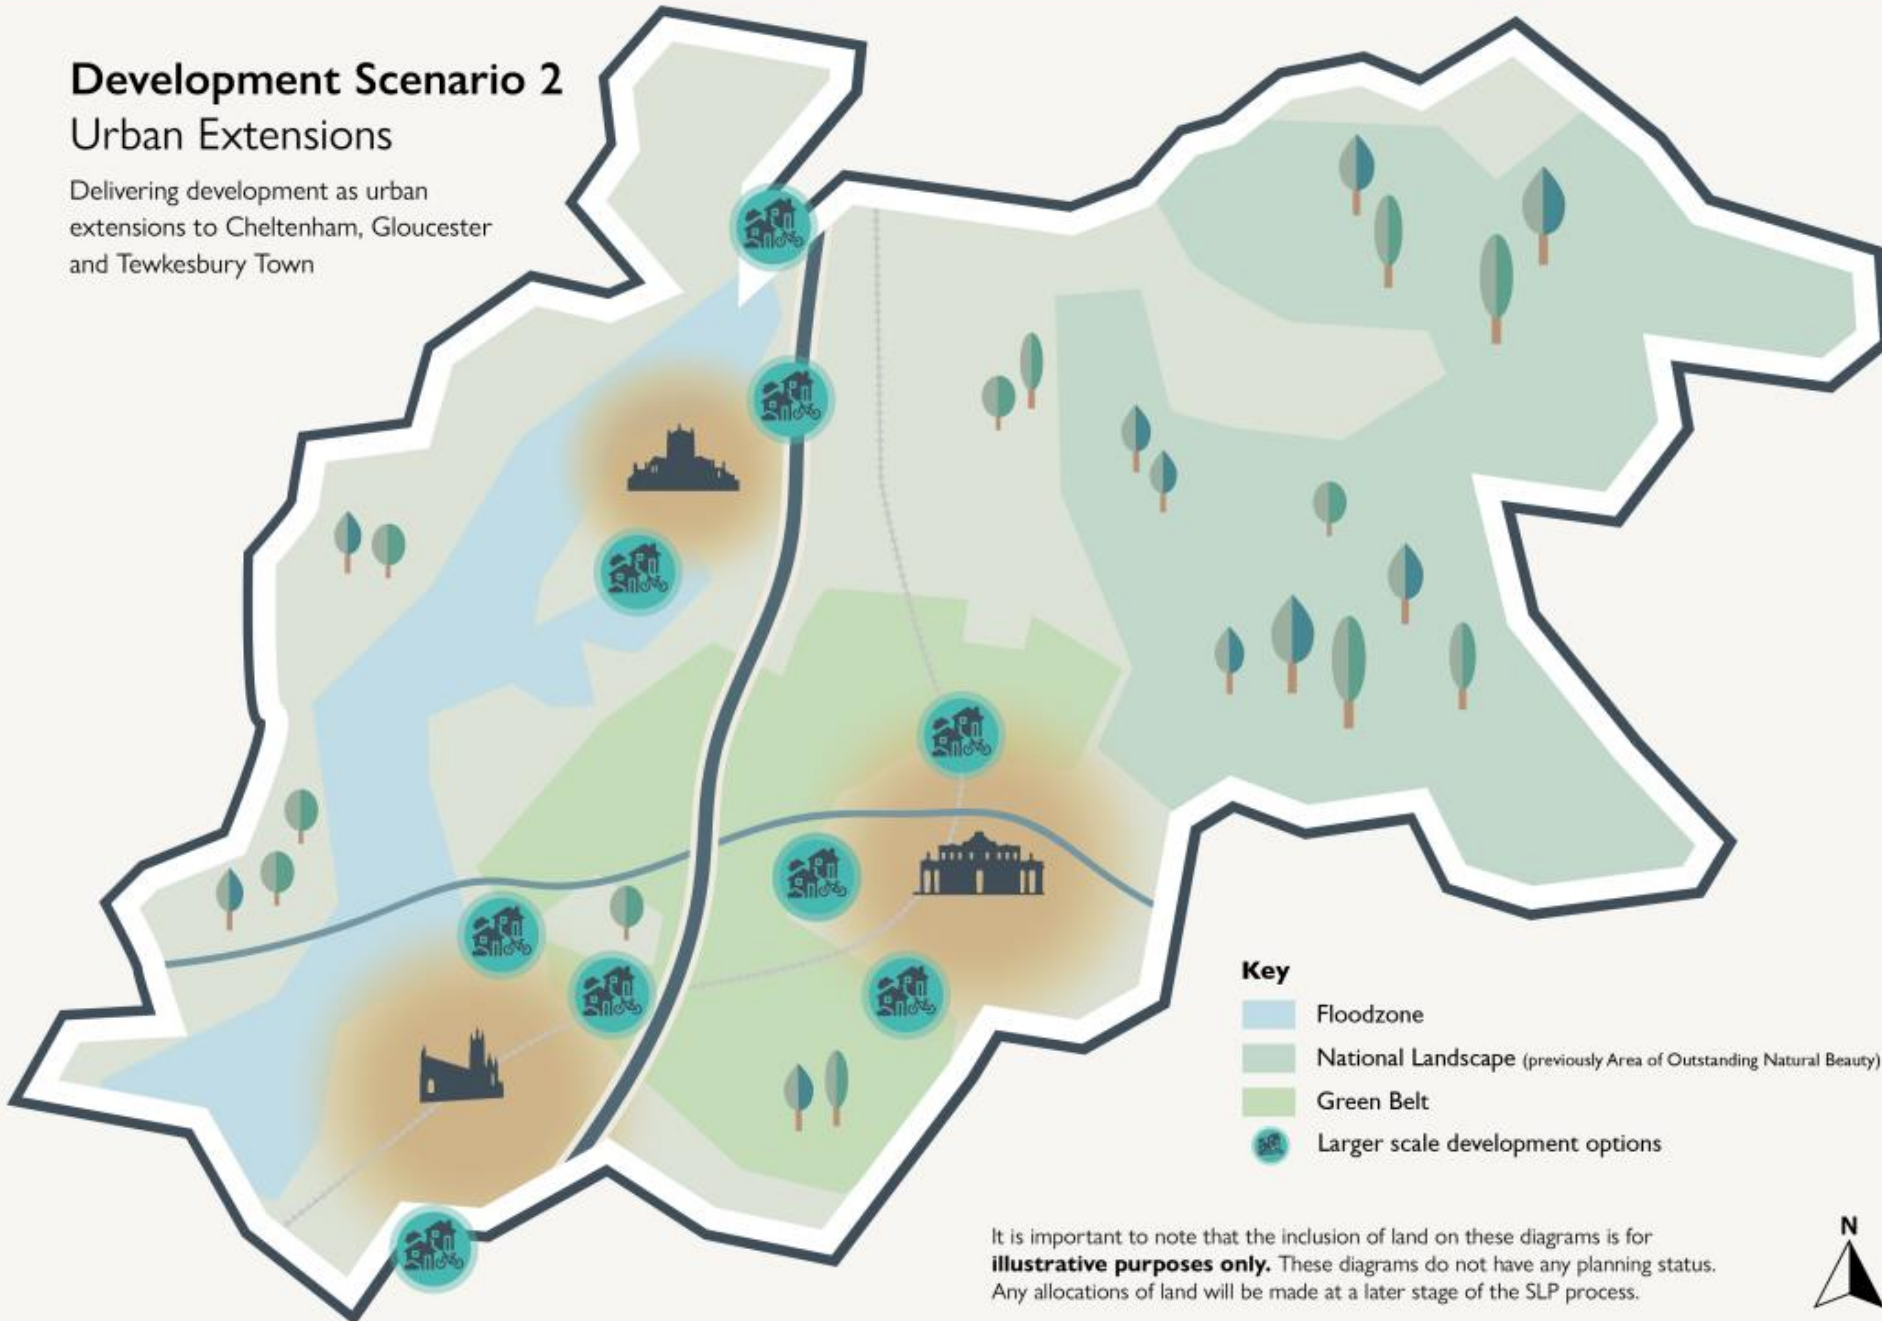 Development Scenario 2
Urban Extensions
Delivering development as urban
extensions to Cheltenham, Gloucester
and Tewkesbury Town
Key
Floodzone
National Landscape (previously Area of Outstanding Natural Beauty)
Green Belt
Larger scale development options
It is important to note that the inclusion of land on these diagrams is for
illustrative purposes only. These diagrams do not have any planning status.
Any allocations of land will be made at a later stage of the SLP process.
N